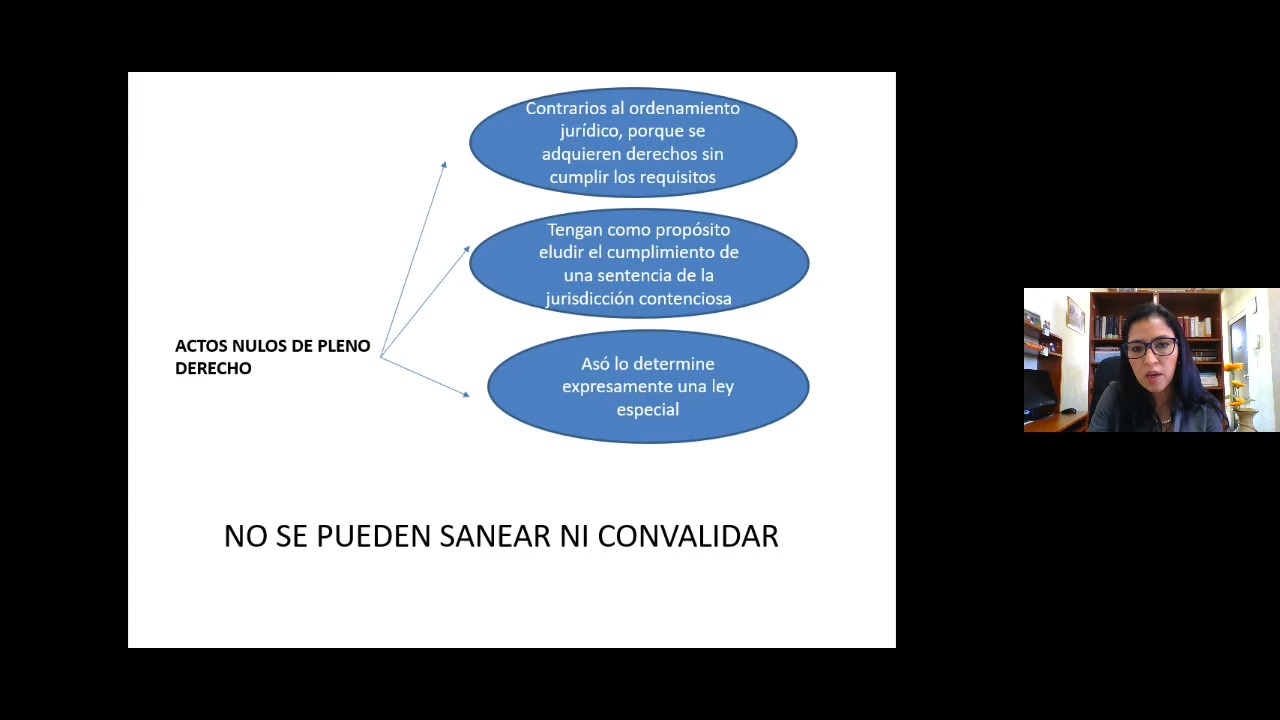 Contrarios al ordenamiento
jurídico, porque se
adquieren derechos sin
cumplir los requisitos
Tengan como propósito
eludir el cumplimiento de
una sentencia de la
jurisdicción contenciosa
ACTOS NULOS DE PLENO
DERECHO
Asó lo determine
expresamente una ley
especial
NO SE PUEDEN SANEAR NI CONVALIDAR